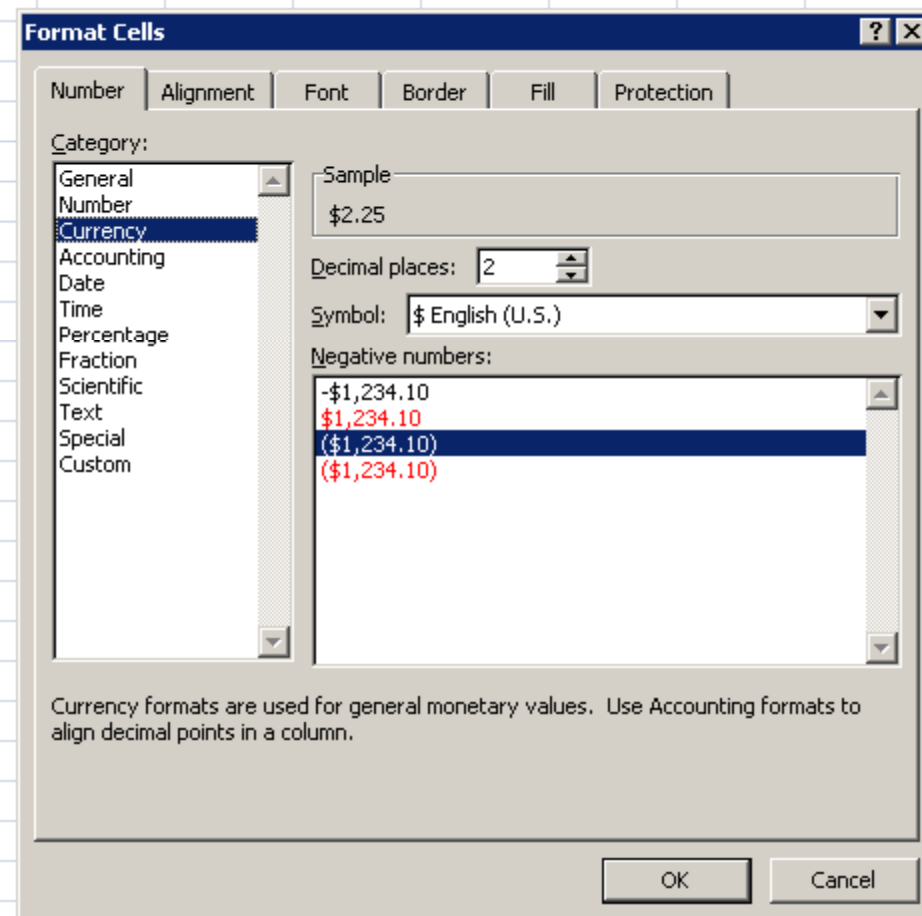 Format Cells
Number Alignment Font Border Fill Protection
Category:
General
Number
Currency
Accounting
Date
Time
Percentage
Fraction
Scientific
Text
Special
Custom
Sample
$2.25
Decimal places: 2
Symbol: $ English (U.S.)
Negative numbers:
-$1,234.10
$1,234.10
($1,234.10)
($1,234.10)
Currency formats are used for general monetary values. Use Accounting formats to
align decimal points in a column.
OK Cancel